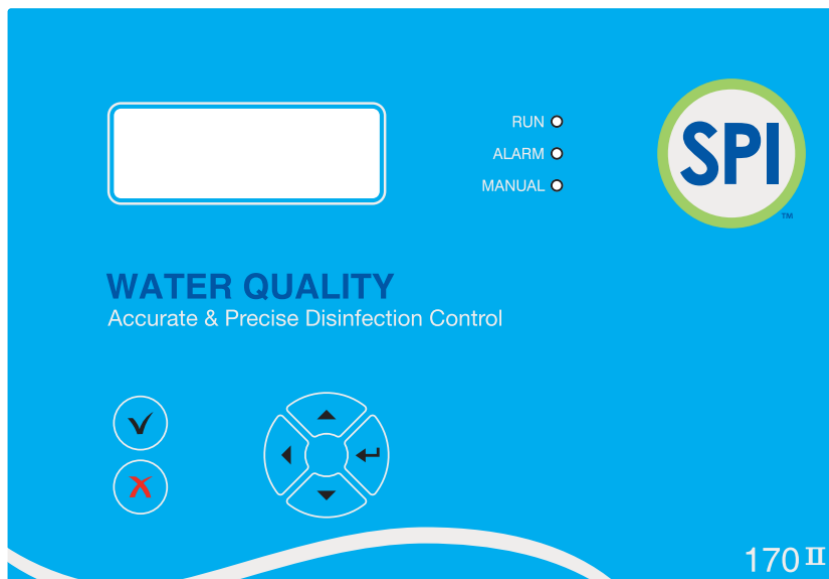 RUN
ALARM
MANUAL
SPI
TM
WATER QUALITY
Accurate & Precise Disinfection Control
170 II